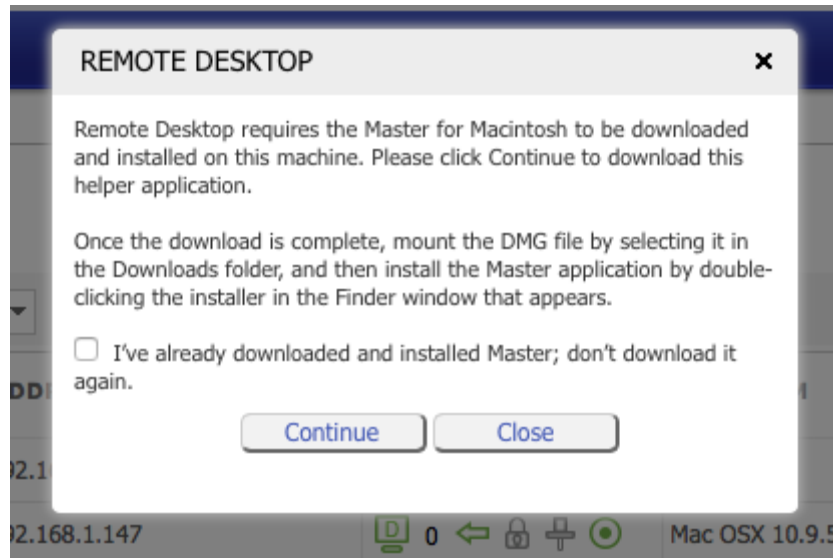 REMOTE DESKTOP
Remote Desktop requires the Master for Macintosh to be downloaded
and installed on this machine. Please click Continue to download this
helper application.
Once the download is complete, mount the DMG file by selecting it in
the Downloads folder, and then install the Master application by double-
clicking the installer in the Finder window that appears.
I've already downloaded and installed Master; don't download it
again.
Continue Close
92.168.1.147 D 0 Mac OSX 10.9.5